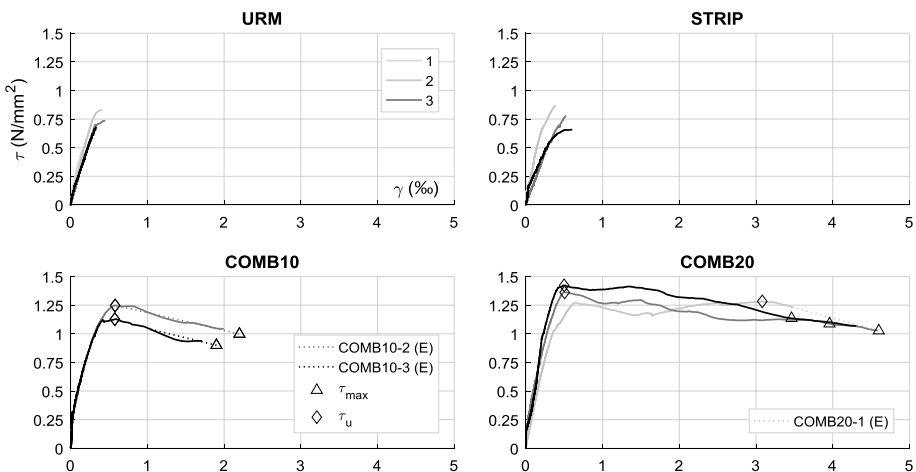 URM
τ (N/mm²)
1.5
1.25
1
0.75
0.5
0.25
0
0 1 2 3 4 5
1
2
3
γ (‰)
STRIP
1.5
1.25
1
0.75
0.5
0.25
0
0 1 2 3 4 5
COMB10
1.5
1.25
1
0.75
0.5
0.25
0
0 1 2 3 4 5
COMB10-2 (E)
COMB10-3 (E)
τmax
τu
COMB20
1.5
1.25
1
0.75
0.5
0.25
0
0 1 2 3 4 5
COMB20-1 (E)